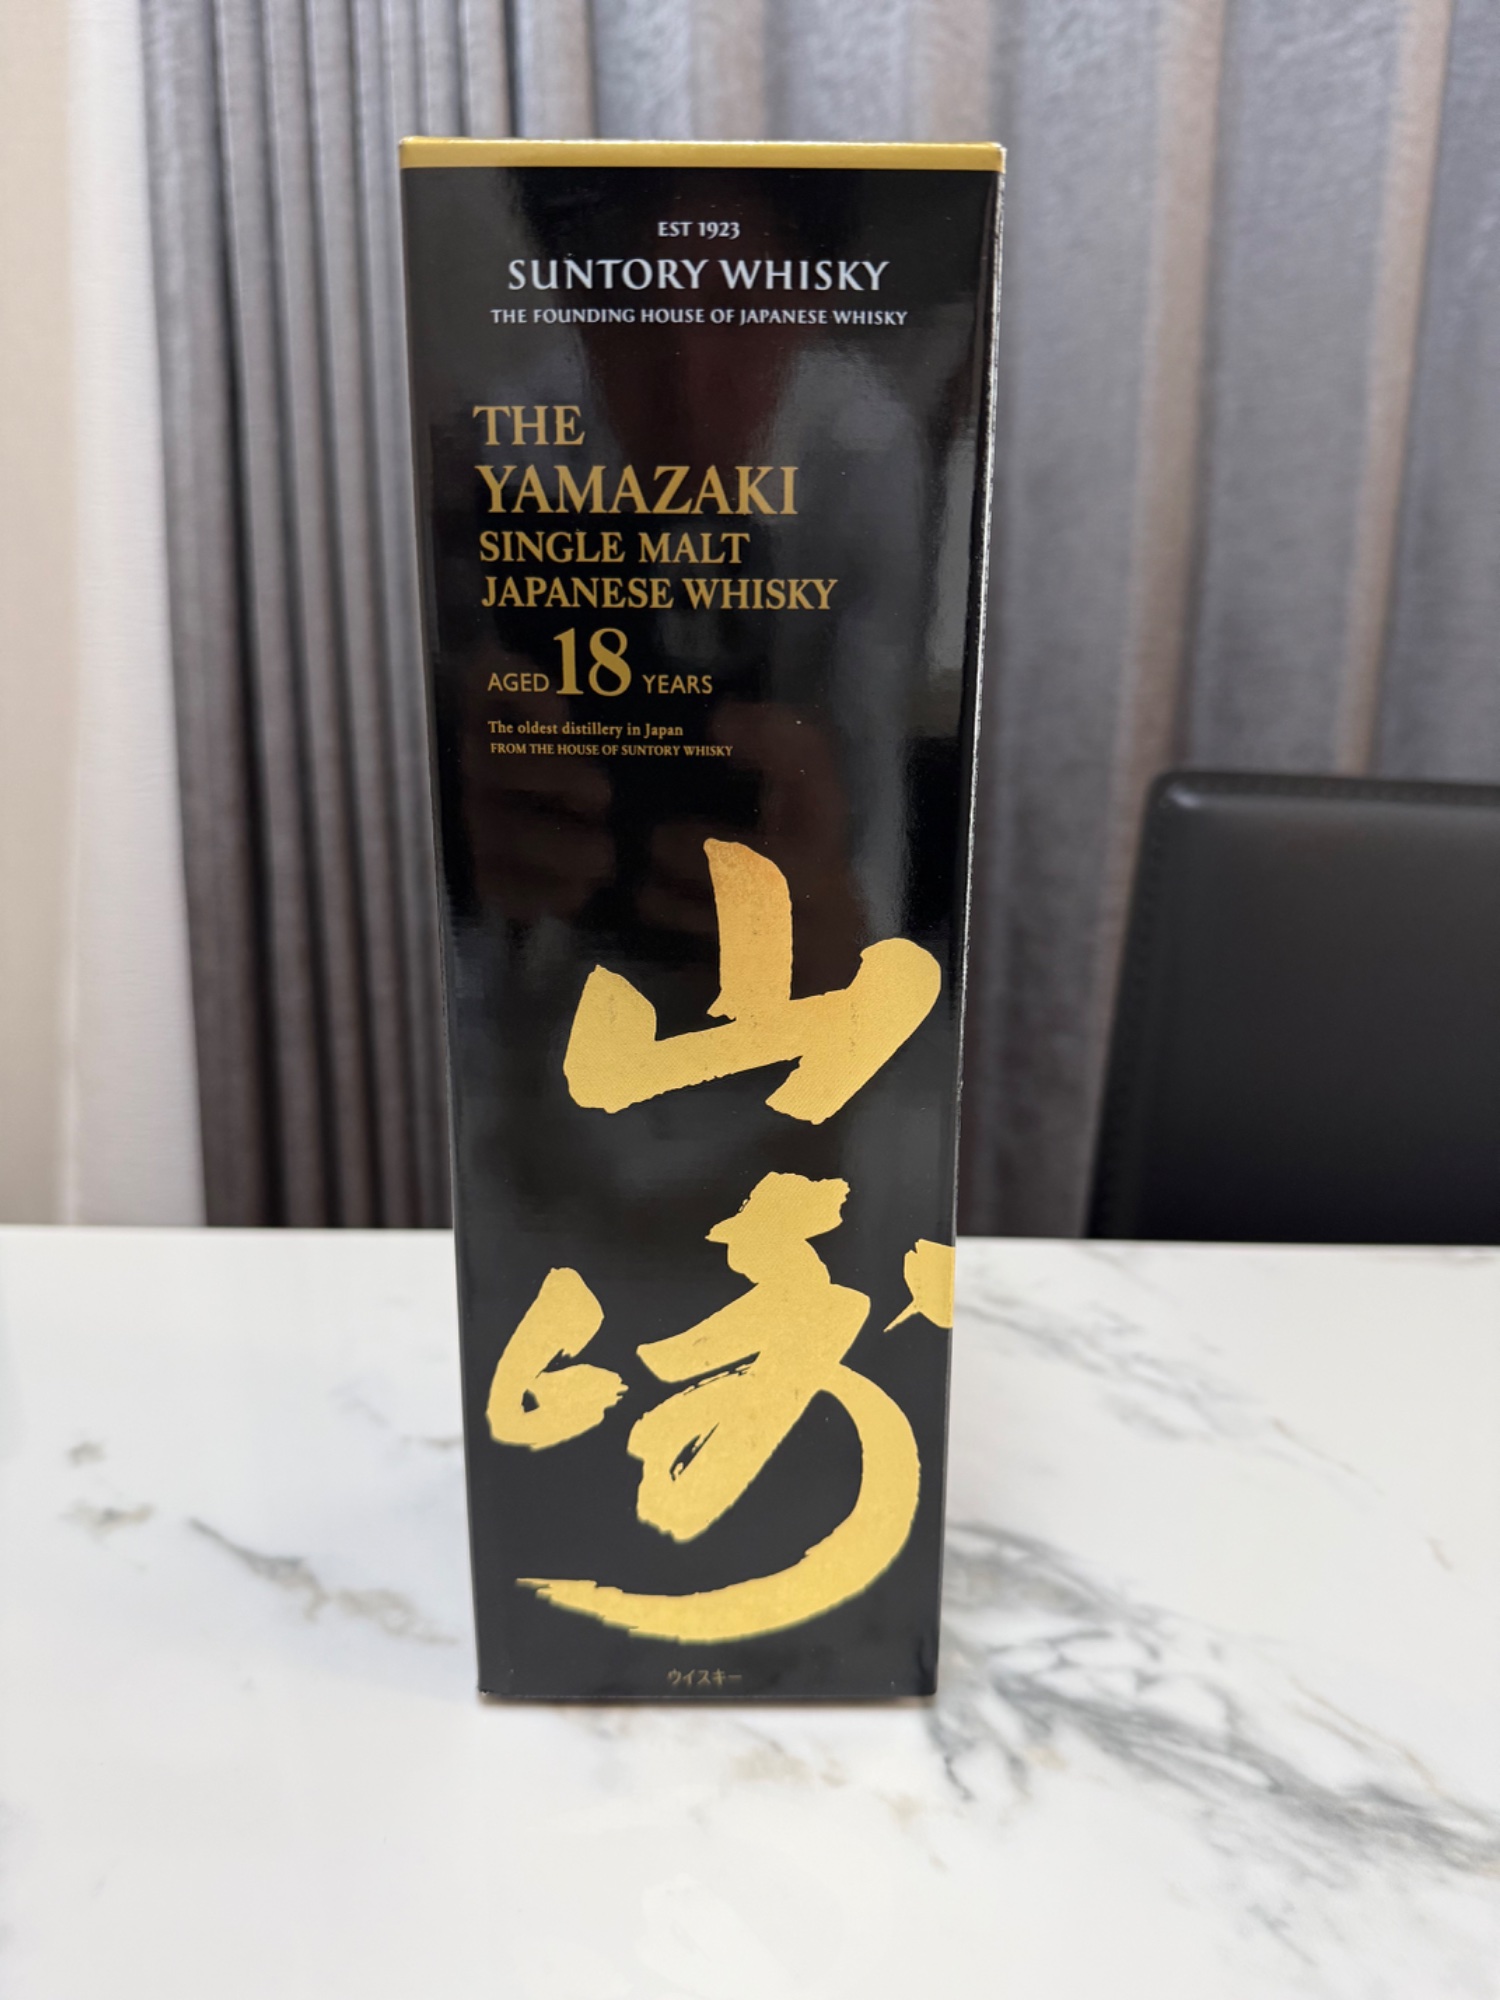 EST 1923
SUNTORY WHISKY
THE FOUNDING HOUSE OF JAPANESE WHISKY
THE
YAMAZAKI
SINGLE MALT
JAPANESE WHISKY
AGED 18 YEARS
The oldest distillery in Japan
FROM THE HOUSE OF SUNTORY WHISKY
山
崎
ウイスキー